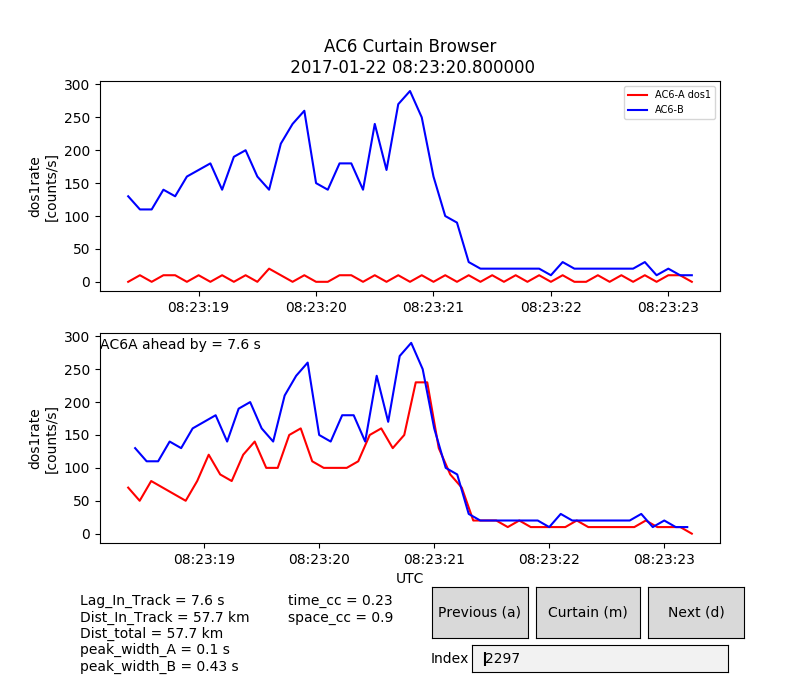 AC6 Curtain Browser
2017-01-22 08:23:20.800000
300
250
200
150
100
50
0
dos1rate
[counts/s]
AC6-A dos1
AC6-B
08:23:19 08:23:20 08:23:21 08:23:22 08:23:23
AC6A ahead by = 7.6 s
300
250
200
150
100
50
0
dos1rate
[counts/s]
08:23:19 08:23:20 08:23:21 08:23:22 08:23:23
UTC
Lag_In_Track = 7.6 s
Dist_In_Track = 57.7 km
Dist_total = 57.7 km
peak_width_A = 0.1 s
peak_width_B = 0.43 s
time_cc = 0.23
space_cc = 0.9
Previous (a)
Curtain (m)
Next (d)
Index 2297